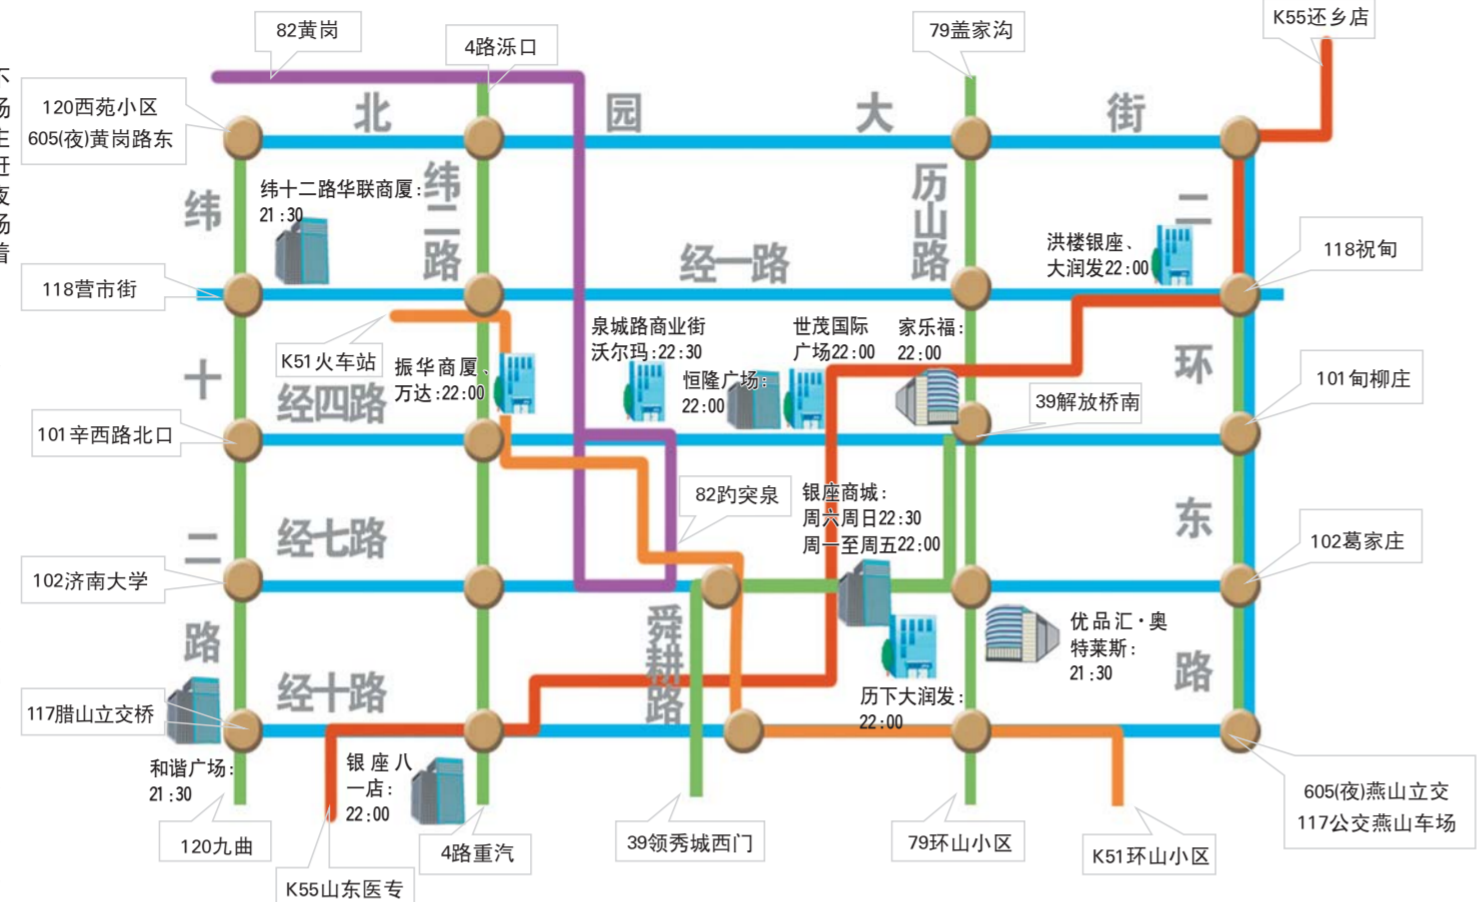 82黄岗
4路泺口
79盖家沟
K55还乡店
120西苑小区
605(夜)黄岗路东
北园大街
纬十二路
纬二路
历山路
二环东路
纬十二路华联商厦:
21:30
经一路
洪楼银座、
大润发22:00
118祝甸
118营市街
K51火车站
振华商厦、
万达:22:00
泉城路商业街
沃尔玛:22:30
恒隆广场:
22:00
世茂国际
广场22:00
家乐福:
22:00
39解放桥南
101甸柳庄
经四路
101辛西路北口
82趵突泉
银座商城:
周六周日22:30
周一至周五22:00
经七路
102葛家庄
102济南大学
舜耕路
优品汇·奥
特莱斯:
21:30
经十路
历下大润发:
22:00
117腊山立交桥
和谐广场:
21:30
银座八
一店:
22:00
605(夜)燕山立交
117公交燕山车场
120九曲
K55山东医专
4路重汽
39领秀城西门
79环山小区
K51环山小区
场
夜
场
着